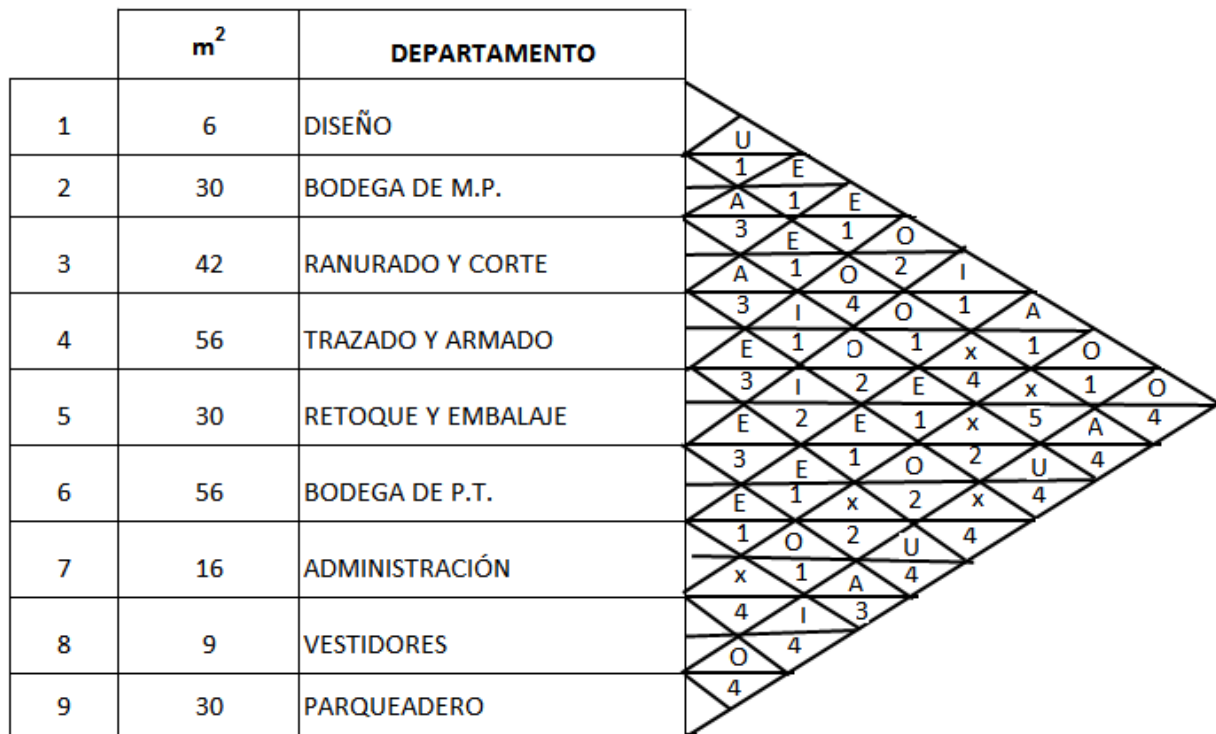 m² DEPARTAMENTO
1 6 DISEÑO
U
1 E
2 30 BODEGA DE M.P.
A 1 E
3 E 1 O
3 42 RANURADO Y CORTE
A 1 O 2 I
3 I 4 O 1 A
4 56 TRAZADO Y ARMADO
E 1 O 1 x 1 O
3 I 2 E 4 x 1 O
5 30 RETOQUE Y EMBALAJE
E 2 E 1 x 5 A 4
3 E 1 O 2 U 4
6 56 BODEGA DE P.T.
E 1 x 2 x 4
1 O 2 U 4
7 16 ADMINISTRACIÓN
x 1 A 4
4 I 3
8 9 VESTIDORES
O 4
4
9 30 PARQUEADERO